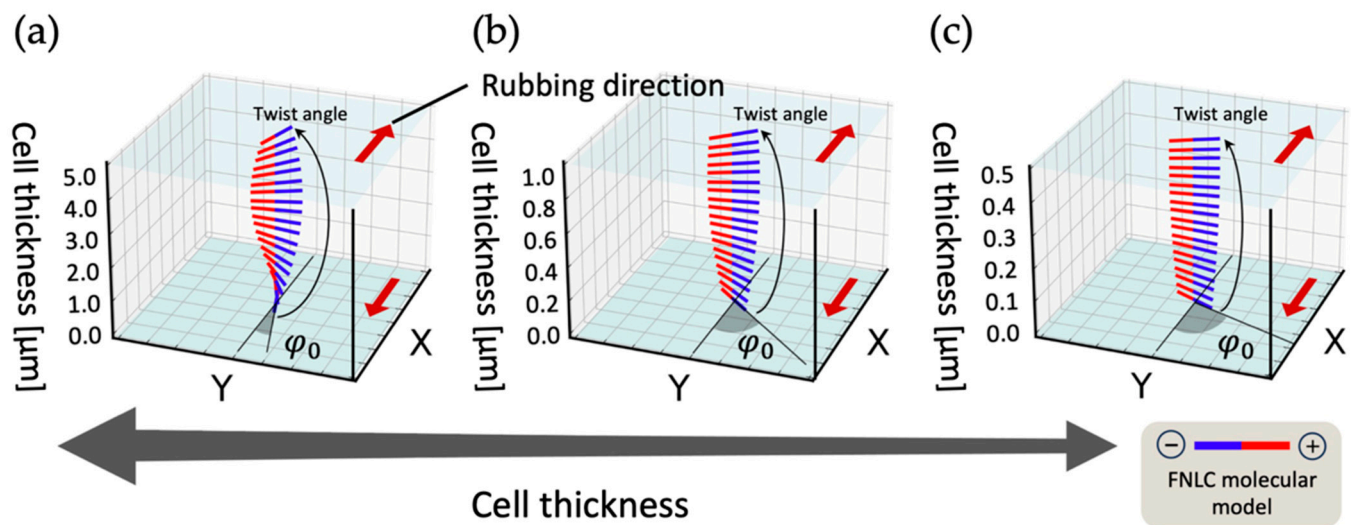 (a)
(b)
(c)
Rubbing direction
Twist angle
Twist angle
Twist angle
Cell thickness [μm]
5.0
4.0
3.0
2.0
1.0
0.0
φ0
Y
X
Cell thickness [μm]
1.0
0.8
0.6
0.4
0.2
0.0
φ0
Y
X
Cell thickness [μm]
0.5
0.4
0.3
0.2
0.1
0.0
φ0
Y
X
Cell thickness
− +
FNLC molecular
model